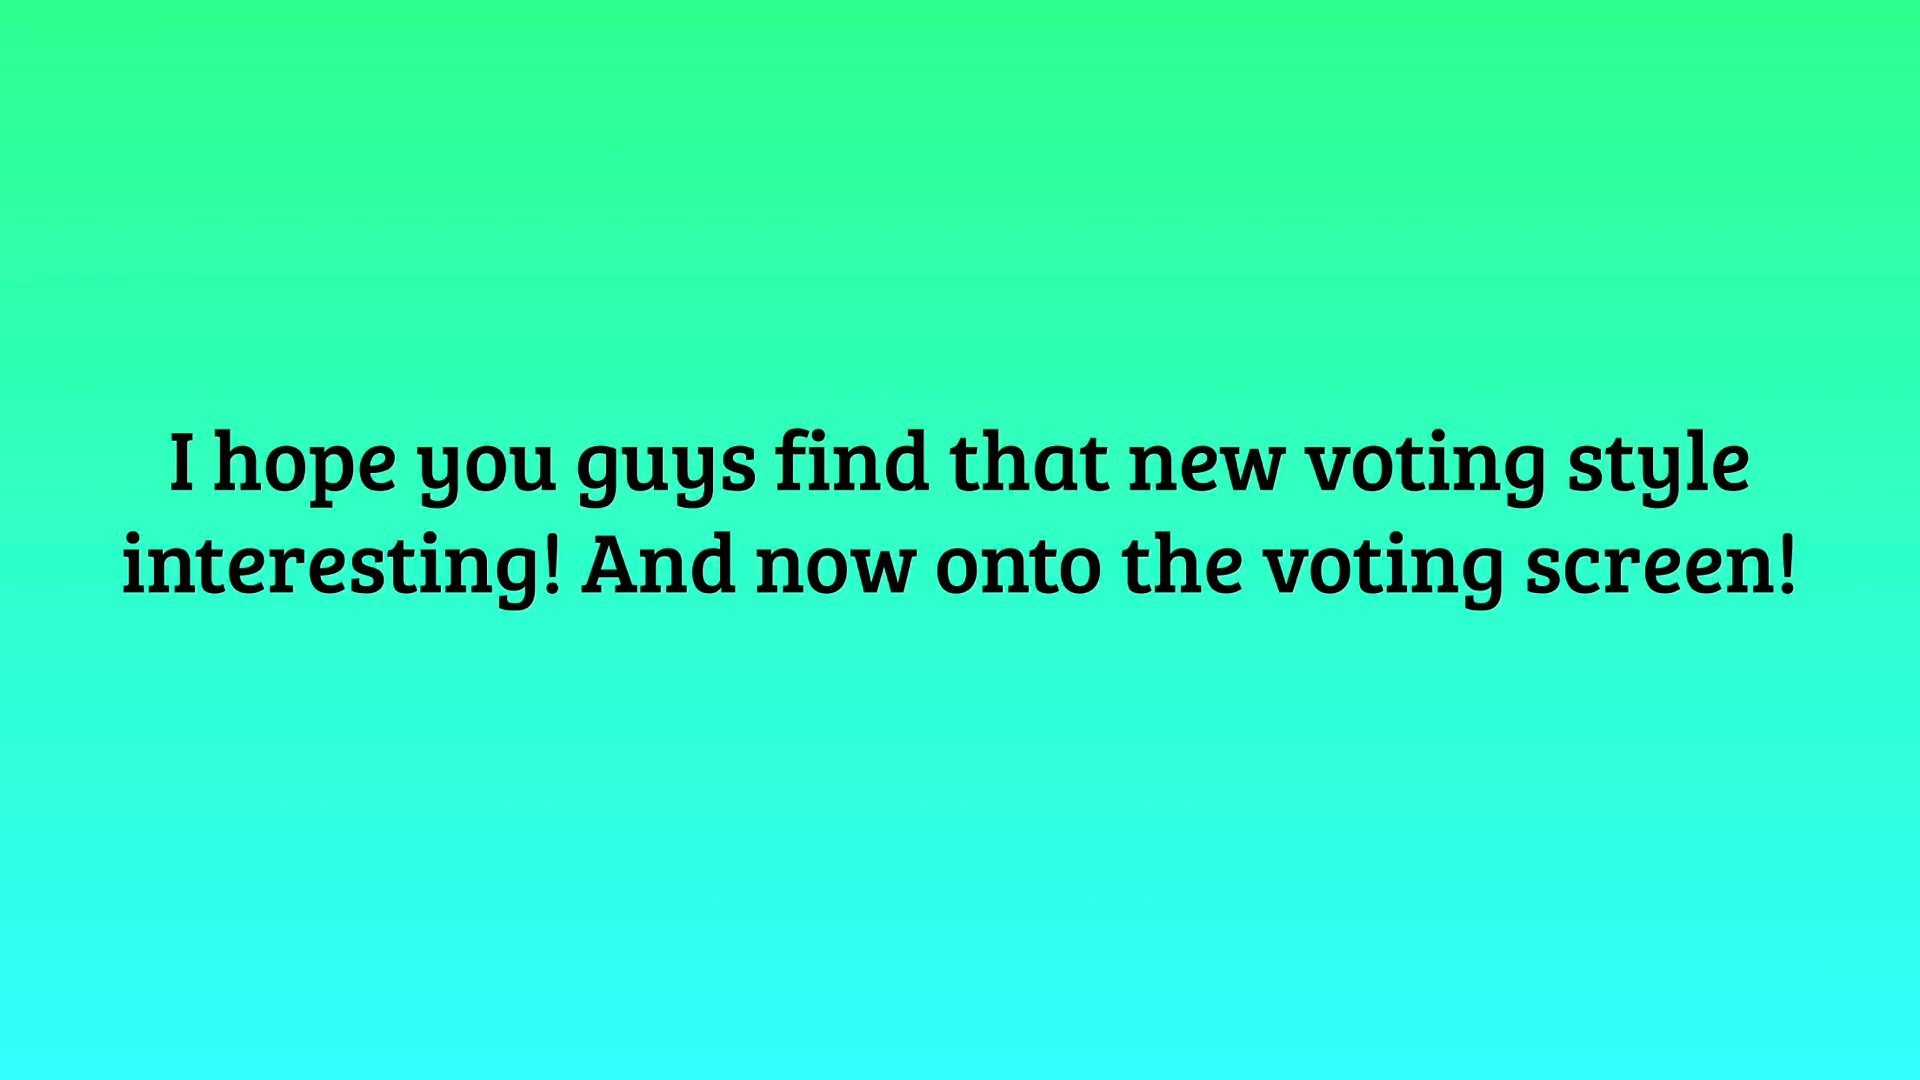 I hope you guys find that new voting style
interesting! And now onto the voting screen!